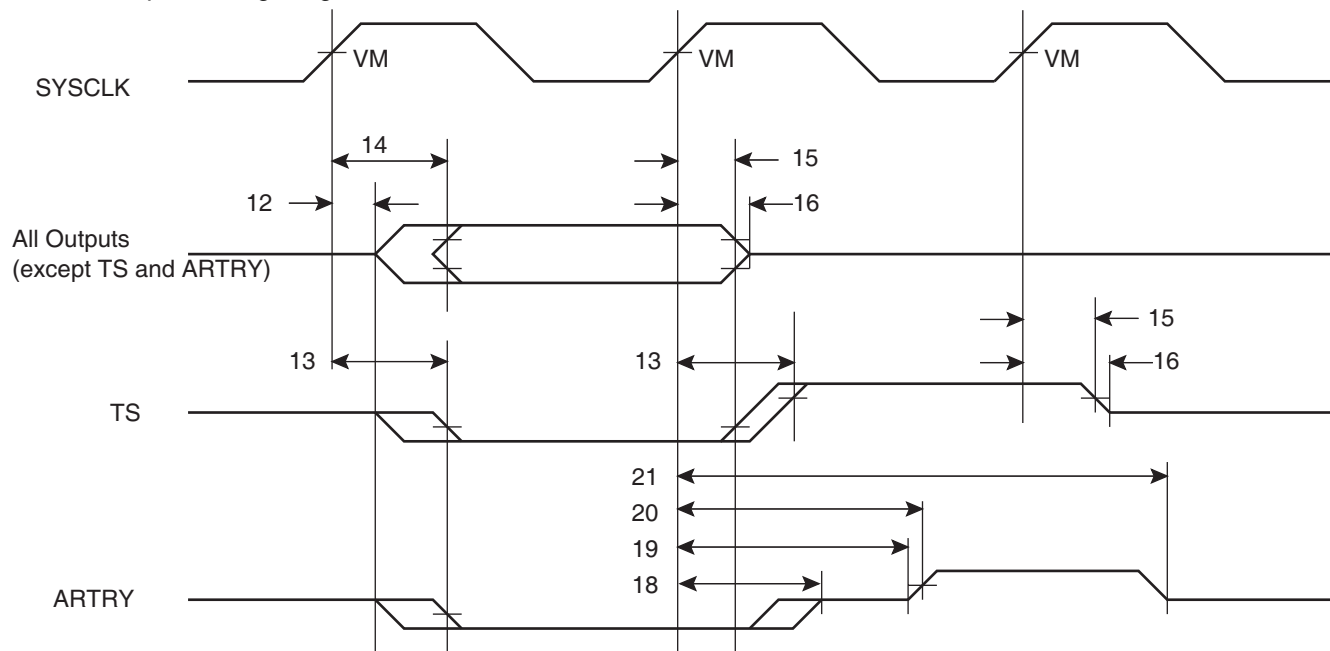 VM
VM
VM
SYSCLK
14
15
12
16
All Outputs
(except TS and ARTRY)
15
13
13
16
TS
21
20
19
18
ARTRY